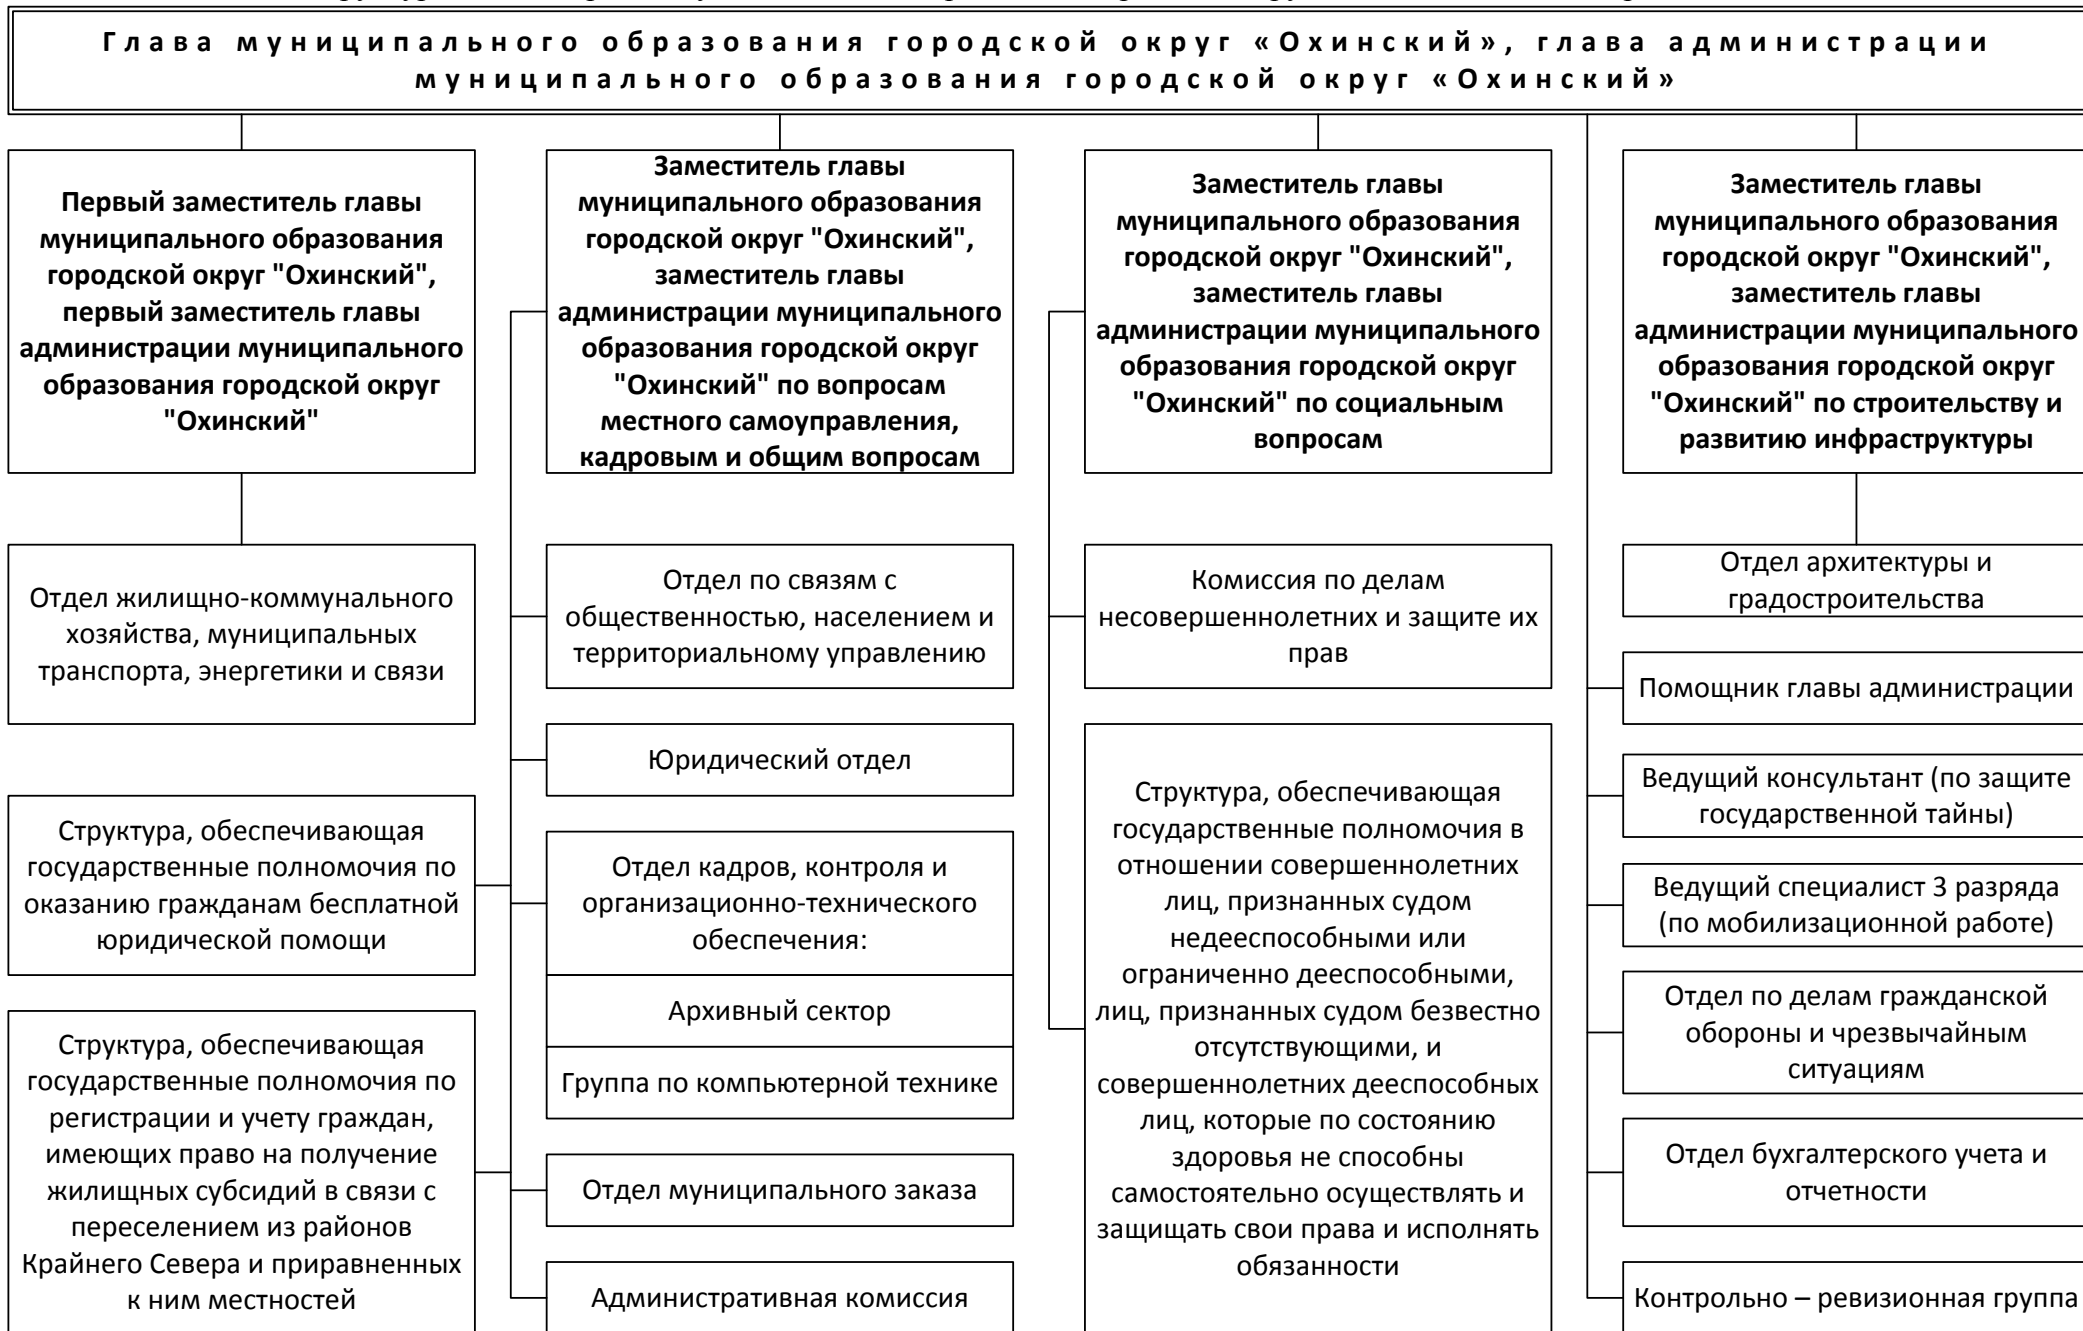 Глава муниципального образования городской округ «Охинский», глава администрации
муниципального образования городской округ «Охинский»
Первый заместитель главы
муниципального образования
городской округ "Охинский",
первый заместитель главы
администрации муниципального
образования городской округ
"Охинский"
Заместитель главы
муниципального образования
городской округ "Охинский",
заместитель главы
администрации муниципального
образования городской округ
"Охинский" по вопросам
местного самоуправления,
кадровым и общим вопросам
Заместитель главы
муниципального образования
городской округ "Охинский",
заместитель главы
администрации муниципального
образования городской округ
"Охинский" по социальным
вопросам
Заместитель главы
муниципального образования
городской округ "Охинский",
заместитель главы
администрации муниципального
образования городской округ
"Охинский" по строительству и
развитию инфраструктуры
Отдел жилищно-коммунального
хозяйства, муниципальных
транспорта, энергетики и связи
Структура, обеспечивающая
государственные полномочия по
оказанию гражданам бесплатной
юридической помощи
Структура, обеспечивающая
государственные полномочия по
регистрации и учету граждан,
имеющих право на получение
жилищных субсидий в связи с
переселением из районов
Крайнего Севера и приравненных
к ним местностей
Отдел по связям с
общественностью, населением и
территориальному управлению
Юридический отдел
Отдел кадров, контроля и
организационно-технического
обеспечения:
Архивный сектор
Группа по компьютерной технике
Отдел муниципального заказа
Административная комиссия
Комиссия по делам
несовершеннолетних и защите их
прав
Структура, обеспечивающая
государственные полномочия в
отношении совершеннолетних
лиц, признанных судом
недееспособными или
ограниченно дееспособными,
лиц, признанных судом безвестно
отсутствующими, и
совершеннолетних дееспособных
лиц, которые по состоянию
здоровья не способны
самостоятельно осуществлять и
защищать свои права и исполнять
обязанности
Отдел архитектуры и
градостроительства
Помощник главы администрации
Ведущий консультант (по защите
государственной тайны)
Ведущий специалист 3 разряда
(по мобилизационной работе)
Отдел по делам гражданской
обороны и чрезвычайным
ситуациям
Отдел бухгалтерского учета и
отчетности
Контрольно – ревизионная группа